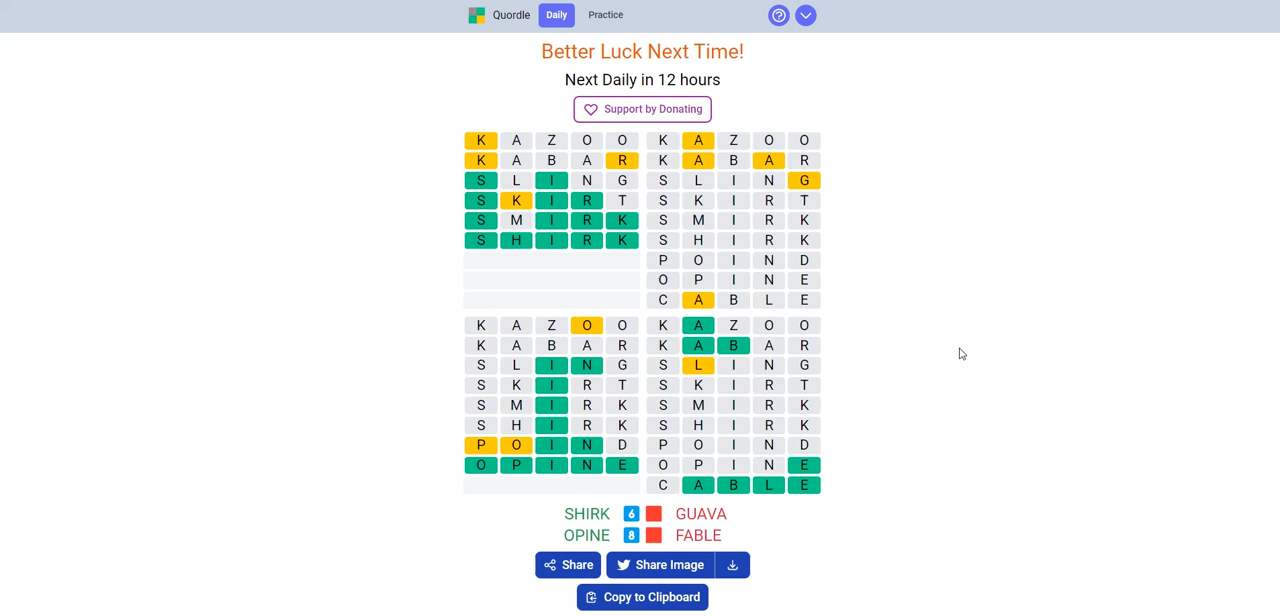 Quordle Daily Practice
Better Luck Next Time!
Next Daily in 12 hours
Support by Donating
K A Z O O K A Z O O
K A B A R K A B A R
S L I N G S L I N G
S K I R T S K I R T
S M I R K S M I R K
S H I R K S H I R K
P O I N D
O P I N E
C A B L E
K A Z O O K A Z O O
K A B A R K A B A R
S L I N G S L I N G
S K I R T S K I R T
S M I R K S M I R K
S H I R K S H I R K
P O I N D P O I N D
O P I N E O P I N E
C A B L E
SHIRK 6 GUAVA
OPINE 8 FABLE
Share Share Image
Copy to Clipboard